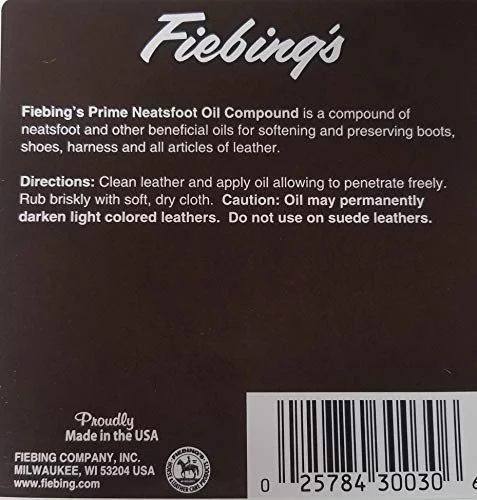 Fiebing's
Fiebing's Prime Neatsfoot Oil Compound is a compound of
neatsfoot and other beneficial oils for softening and preserving boots,
shoes, harness and all articles of leather.
Directions: Clean leather and apply oil allowing to penetrate freely.
Rub briskly with soft, dry cloth. Caution: Oil may permanently
darken light colored leathers. Do not use on suede leathers.
Proudly
Made in the USA
FIEBING COMPANY, INC.
MILWAUKEE, WI 53204 USA
www.fiebing.com
0 25784 30030 6